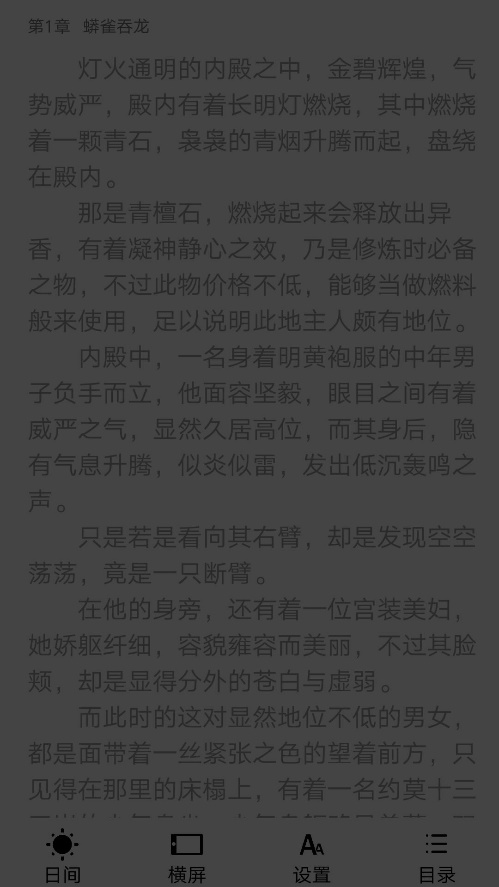 第1章 蟒雀吞龙
灯火通明的内殿之中，金碧辉煌，气
势威严，殿内有着长明灯燃烧，其中燃烧
着一颗青石，袅袅的青烟升腾而起，盘绕
在殿内。
那是青檀石，燃烧起来会释放出异
香，有着凝神静心之效，乃是修炼时必备
之物，不过此物价格不低，能够当做燃料
般来使用，足以说明此地主人颇有地位。
内殿中，一名身着明黄袍服的中年男
子负手而立，他面容坚毅，眼目之间有着
威严之气，显然久居高位，而其身后，隐
有气息升腾，似炎似雷，发出低沉轰鸣之
声。
只是若是看向其右臂，却是发现空空
荡荡，竟是一只断臂。
在他的身旁，还有着一位宫装美妇，
她娇躯纤细，容貌雍容而美丽，不过其脸
颊，却是显得分外的苍白与虚弱。
而此时的这对显然地位不低的男女，
都是面带着一丝紧张之色的望着前方，只
见得在那里的床榻上，有着一名约莫十三
日间 横屏 设置 目录